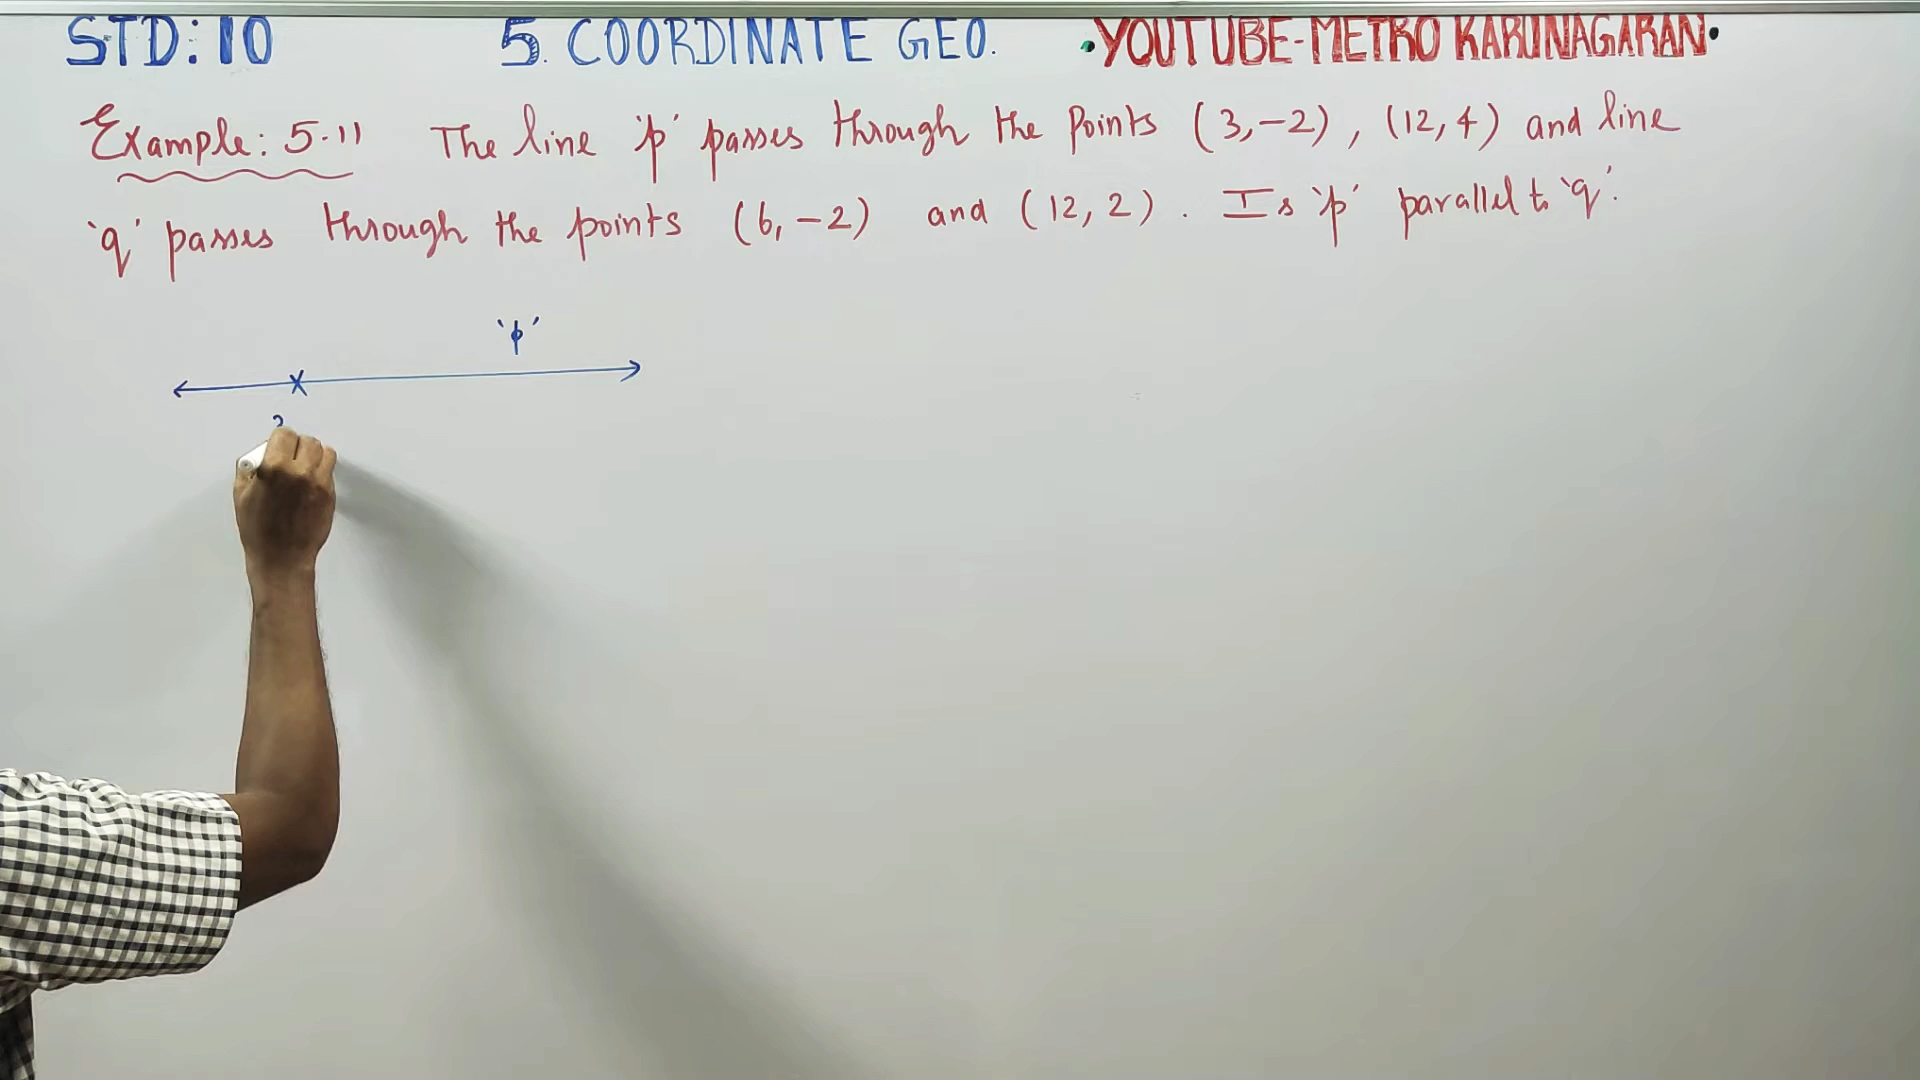 STD: 10 5. COORDINATE GEO. •YOUTUBE-METRO KARUNAGARAN•
Example: 5.11 The line 'p' passes through the points (3,-2), (12,4) and line
'q' passes through the points (6,-2) and (12,2). Is 'p' parallel to 'q'.
'p'